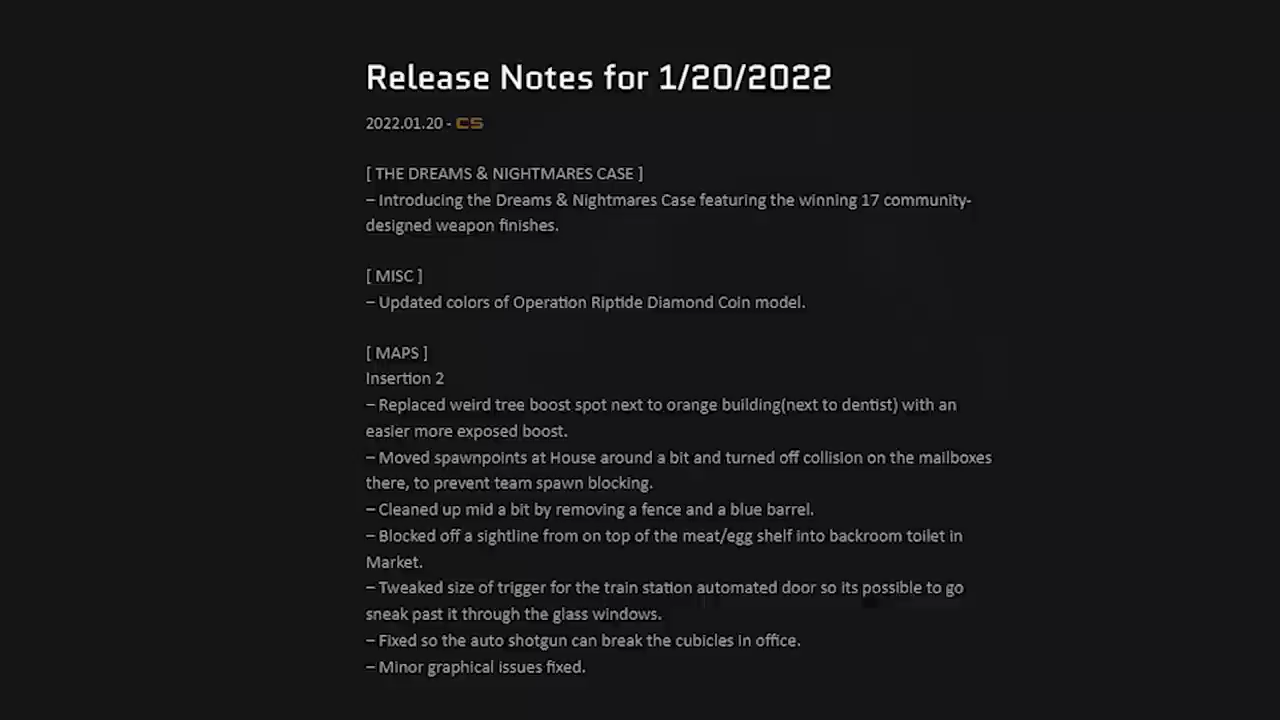 Release Notes for 1/20/2022
2022.01.20 - CS
[ THE DREAMS & NIGHTMARES CASE ]
– Introducing the Dreams & Nightmares Case featuring the winning 17 community-
designed weapon finishes.
[ MISC ]
– Updated colors of Operation Riptide Diamond Coin model.
[ MAPS ]
Insertion 2
– Replaced weird tree boost spot next to orange building(next to dentist) with an
easier more exposed boost.
– Moved spawnpoints at House around a bit and turned off collision on the mailboxes
there, to prevent team spawn blocking.
– Cleaned up mid a bit by removing a fence and a blue barrel.
– Blocked off a sightline from on top of the meat/egg shelf into backroom toilet in
Market.
– Tweaked size of trigger for the train station automated door so its possible to go
sneak past it through the glass windows.
– Fixed so the auto shotgun can break the cubicles in office.
– Minor graphical issues fixed.